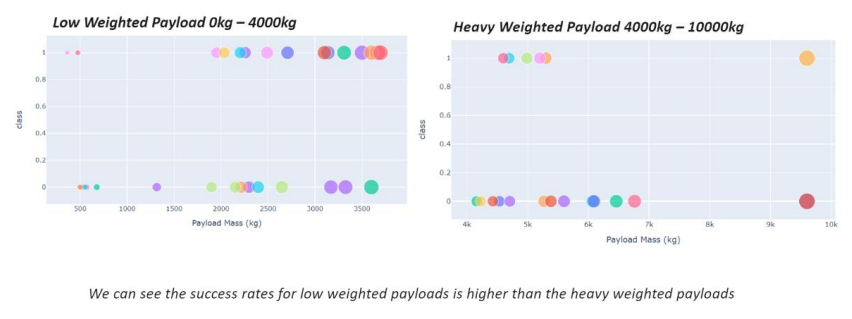 Low Weighted Payload 0kg – 4000kg
Heavy Weighted Payload 4000kg – 10000kg
class
1
0.8
0.6
0.4
0.2
0
500
1000
1500
2000
2500
3000
3500
Payload Mass (kg)
class
1
0.8
0.6
0.4
0.2
0
4k
5k
6k
7k
8k
9k
10k
Payload Mass (kg)
We can see the success rates for low weighted payloads is higher than the heavy weighted payloads